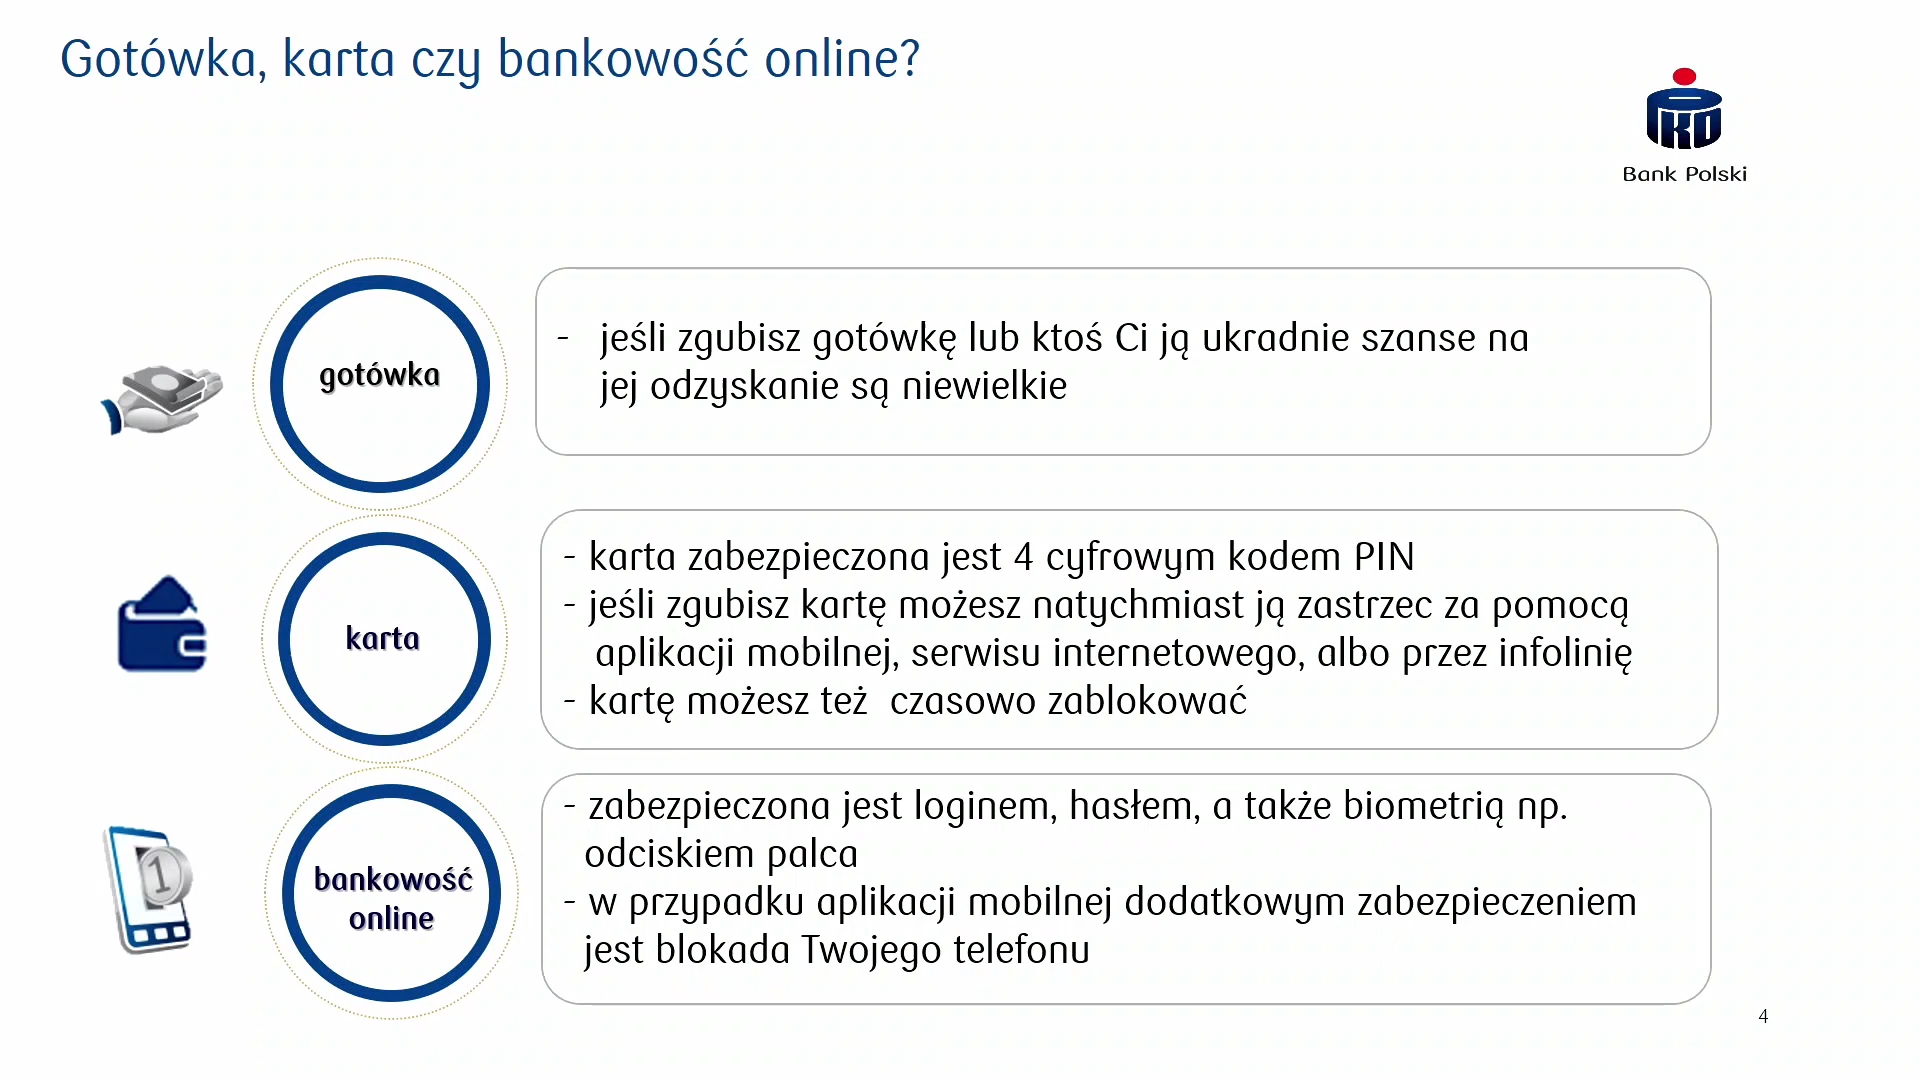 Gotówka, karta czy bankowość online?
PKO
Bank Polski
gotówka
- jeśli zgubisz gotówkę lub ktoś Ci ją ukradnie szanse na
jej odzyskanie są niewielkie
karta
- karta zabezpieczona jest 4 cyfrowym kodem PIN
- jeśli zgubisz kartę możesz natychmiast ją zastrzec za pomocą
aplikacji mobilnej, serwisu internetowego, albo przez infolinię
- kartę możesz też  czasowo zablokować
1
bankowość
online
- zabezpieczona jest loginem, hasłem, a także biometrią np.
odciskiem palca
- w przypadku aplikacji mobilnej dodatkowym zabezpieczeniem
jest blokada Twojego telefonu
4